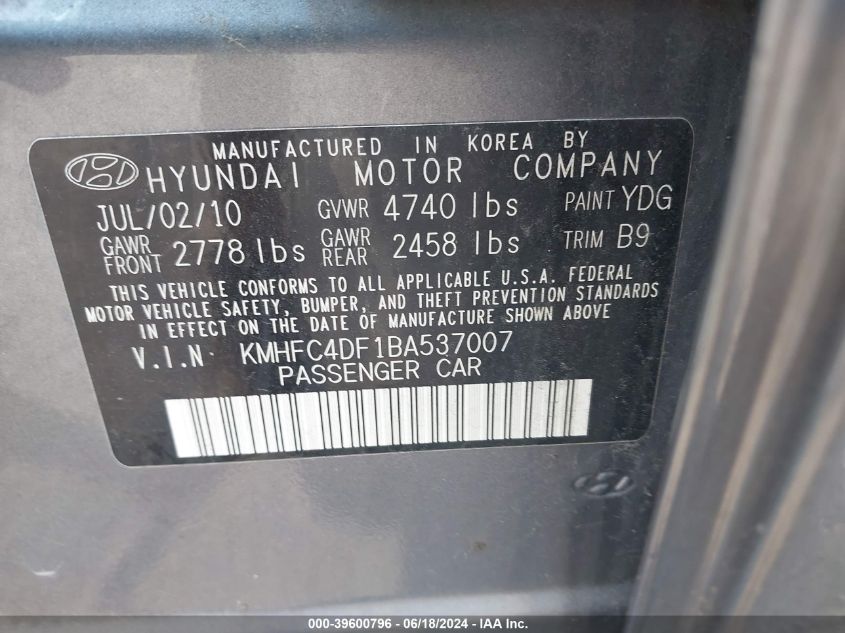 MANUFACTURED IN KOREA BY
HYUNDAI MOTOR COMPANY
JUL/02/10 GVWR 4740 lbs PAINT YDG
GAWR FRONT 2778 lbs GAWR REAR 2458 lbs TRIM B9
THIS VEHICLE CONFORMS TO ALL APPLICABLE U.S.A. FEDERAL
MOTOR VEHICLE SAFETY, BUMPER, AND THEFT PREVENTION STANDARDS
IN EFFECT ON THE DATE OF MANUFACTURE SHOWN ABOVE
V.I.N: KMHFC4DF1BA537007
PASSENGER CAR
000-39600796 - 06/18/2024 - IAA Inc.